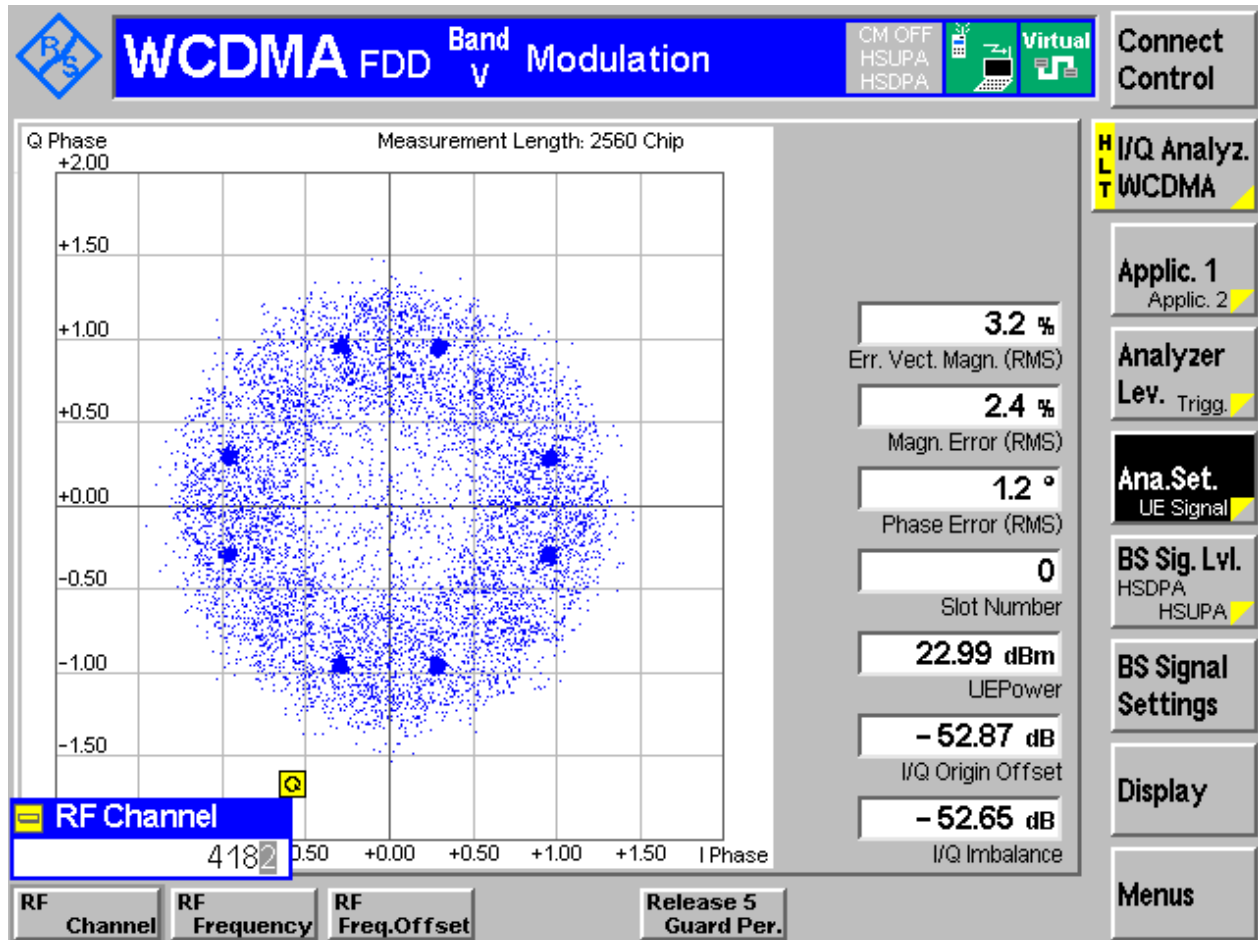 R/S
WCDMA FDD Band V Modulation
CM OFF
HSUPA
HSDPA
Virtual
Connect Control
Q Phase
Measurement Length: 2560 Chip
+2.00
+1.50
+1.00
+0.50
+0.00
-0.50
-1.00
-1.50
Q
RF Channel
4182
0.50 +0.00 +0.50 +1.00 +1.50 I Phase
3.2 %
Err. Vect. Magn. (RMS)
2.4 %
Magn. Error (RMS)
1.2 °
Phase Error (RMS)
0
Slot Number
22.99 dBm
UEPower
- 52.87 dB
I/Q Origin Offset
- 52.65 dB
I/Q Imbalance
HLT
I/Q Analyz.
WCDMA
Applic. 1
Applic. 2
Analyzer
Lev. Trigg.
Ana.Set.
UE Signal
BS Sig. Lvl.
HSDPA
HSUPA
BS Signal
Settings
Display
Menus
RF Channel
RF Frequency
RF Freq.Offset
Release 5 Guard Per.